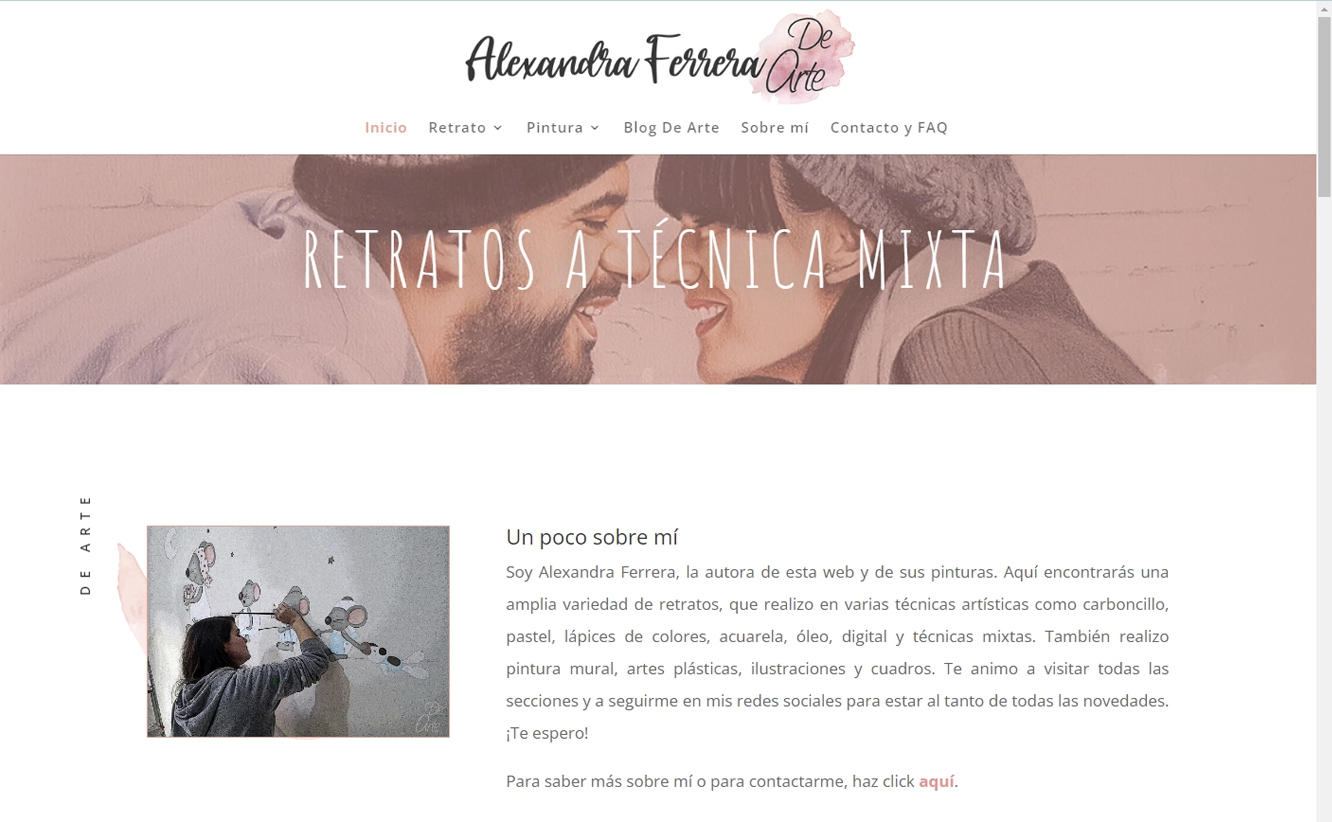 Alexandra Ferrera De Arte
Inicio Retrato Pintura Blog De Arte Sobre mí Contacto y FAQ
RETRATOS A TÉCNICA MIXTA
DE ARTE
Un poco sobre mí
Soy Alexandra Ferrera, la autora de esta web y de sus pinturas. Aquí encontrarás una
amplia variedad de retratos, que realizo en varias técnicas artísticas como carboncillo,
pastel, lápices de colores, acuarela, óleo, digital y técnicas mixtas. También realizo
pintura mural, artes plásticas, ilustraciones y cuadros. Te animo a visitar todas las
secciones y a seguirme en mis redes sociales para estar al tanto de todas las novedades.
¡Te espero!
Para saber más sobre mí o para contactarme, haz click aquí.
De
Arte